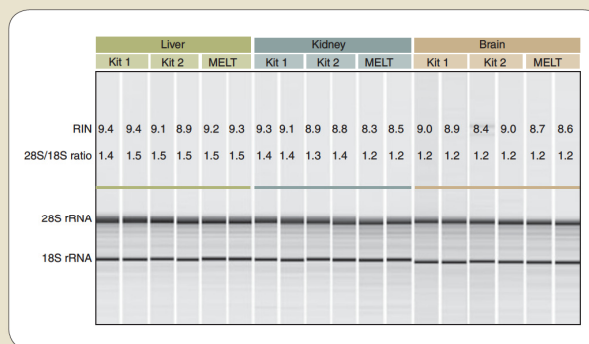 Liver Kidney Brain
Kit 1 Kit 2 MELT Kit 1 Kit 2 MELT Kit 1 Kit 2 MELT
RIN 9.4 9.4 9.1 8.9 9.2 9.3 9.3 9.1 8.9 8.8 8.3 8.5 9.0 8.9 8.4 9.0 8.7 8.6
28S/18S ratio 1.4 1.5 1.5 1.5 1.5 1.5 1.4 1.4 1.3 1.4 1.2 1.2 1.2 1.2 1.2 1.2 1.2 1.2
28S rRNA
18S rRNA